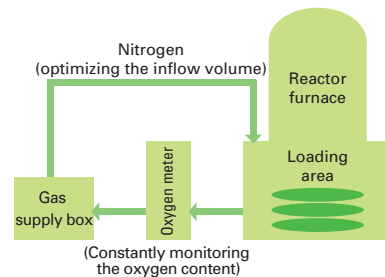 Nitrogen
(optimizing the inflow volume)
Reactor
furnace
Loading
area
Oxygen meter
Gas
supply box
(Constantly monitoring
the oxygen content)